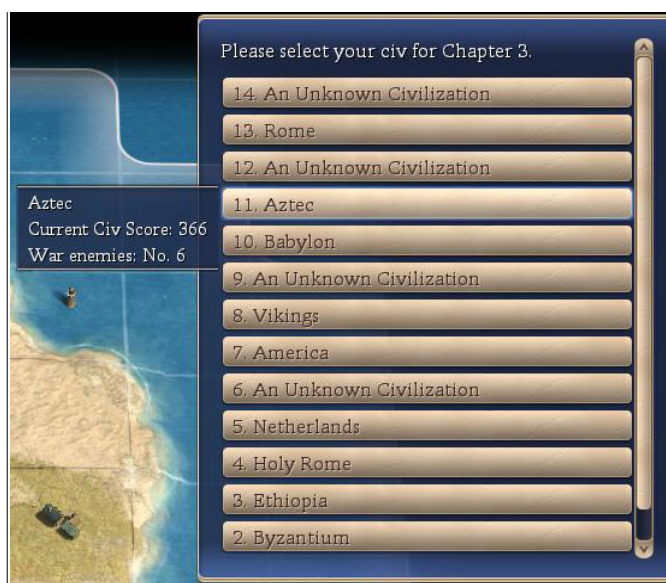 Please select your civ for Chapter 3.
14. An Unknown Civilization
13. Rome
12. An Unknown Civilization
Aztec
Current Civ Score: 366
War enemies: No. 6
11. Aztec
10. Babylon
9. An Unknown Civilization
8. Vikings
7. America
6. An Unknown Civilization
5. Netherlands
4. Holy Rome
3. Ethiopia
2. Byzantium